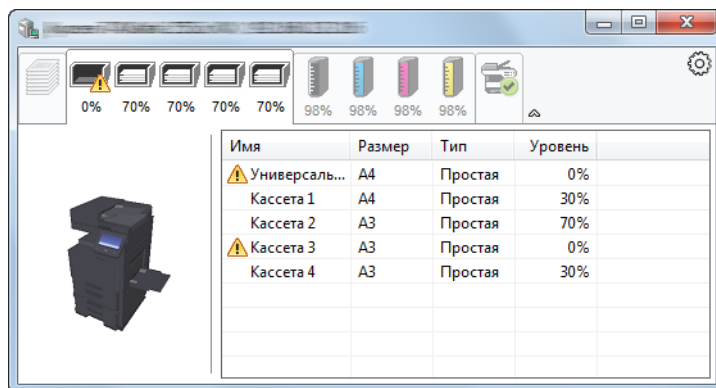 0% 70% 70% 70% 70% 98% 98% 98% 98%
Имя Размер Тип Уровень
Универсаль... A4 Простая 0%
Кассета 1 A4 Простая 30%
Кассета 2 A3 Простая 70%
Кассета 3 A3 Простая 0%
Кассета 4 A3 Простая 30%